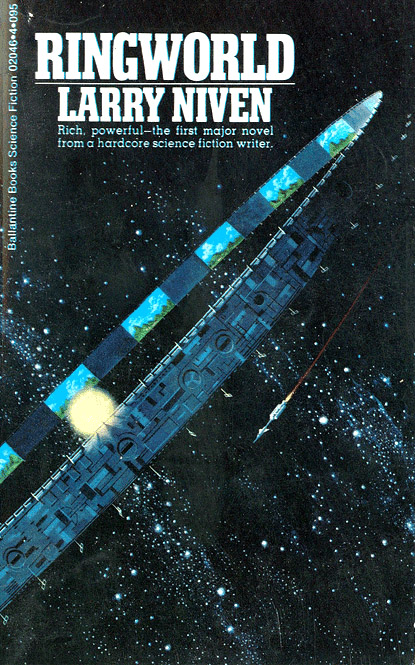 RINGWORLD
LARRY NIVEN
Rich, powerful—the first major novel
from a hardcore science fiction writer.
Ballantine Books Science Fiction 02046•4•095